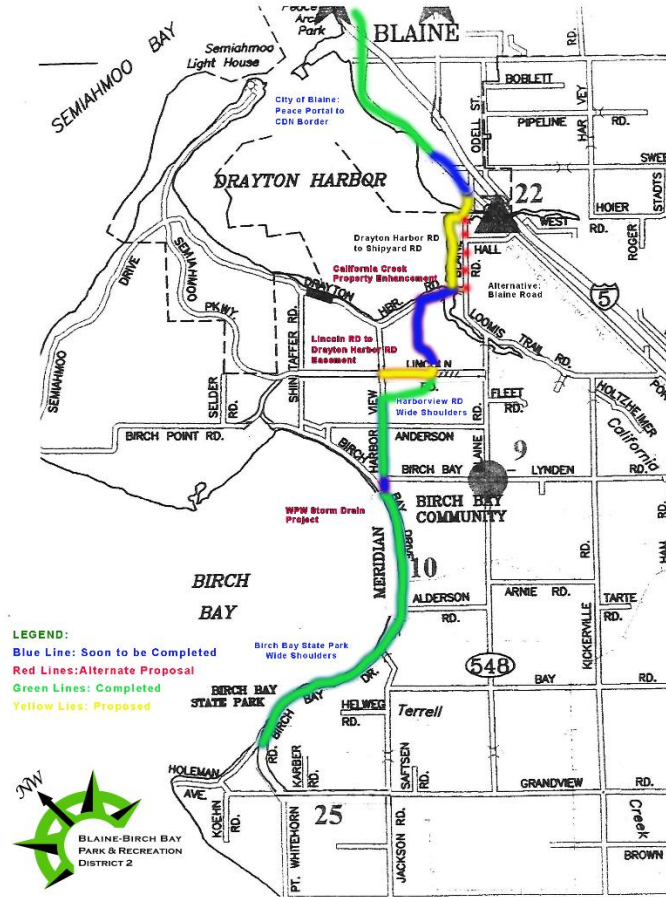 Peace
Arch
Park
BLAINE
RD.
Semiahmoo
Light House
SEMIAHMOO BAY
BOBLETT
ODELL ST.
HARVEY
PIPELINE
RD.
City of Blaine:
Peace Portal to
CDN Border
SWEE
DRAYTON HARBOR
22
STADTS
HOIER
WEST
RD.
ROGER
Drayton Harbor RD
to Shipyard RD
BLAINE
RD.
HALL
SEMIAHMOO
PKWY
DRIVE
SEMIAHMOO
California Creek
Property Enhancement
Alternative:
Blaine Road
5
DRAYTON
HBR.
RD.
LOOMIS TRAIL RD.
Lincoln RD to
Drayton Harbor RD
Easement
SHINTAFFER RD.
LINCOLN
RD.
SELDER
RD.
FLEET
RD.
HOLTZHEIMER
California
Harborview RD
Wide Shoulders
HARBOR VIEW
BIRCH POINT RD.
ANDERSON
BLAINE
9
BIRCH
BAY
DRIVE
BIRCH BAY
LYNDEN
RD.
WPW Storm Drain
Project
BIRCH BAY
COMMUNITY
MERIDIAN
10
BIRCH
BAY
ALDERSON
RD.
ARNIE RD.
TARTE
RD.
HAM
RD.
KICKERVILLE
LEGEND:
Blue Line: Soon to be Completed
Red Lines:Alternate Proposal
Green Lines: Completed
Yellow Lies: Proposed
Birch Bay State Park
Wide Shoulders
548
BAY
RD.
BIRCH BAY
STATE PARK
BIRCH BAY DR.
RD.
HELWEG
RD.
Terrell
HOLEMAN
AVE.
KARBER
RD.
SAFTSEN
RD.
GRANDVIEW
RD.
NW
KOEHN
RD.
25
PT. WHITEHORN
JACKSON RD.
Creek
BROWN
BLAINE-BIRCH BAY
PARK & RECREATION
DISTRICT 2